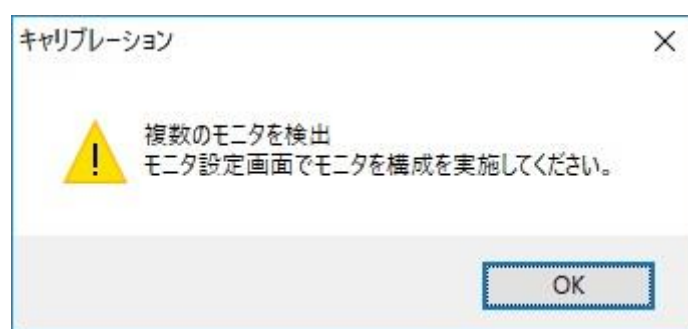 キャリブレーション
複数のモニタを検出
モニタ設定画面でモニタを構成を実施してください。
OK